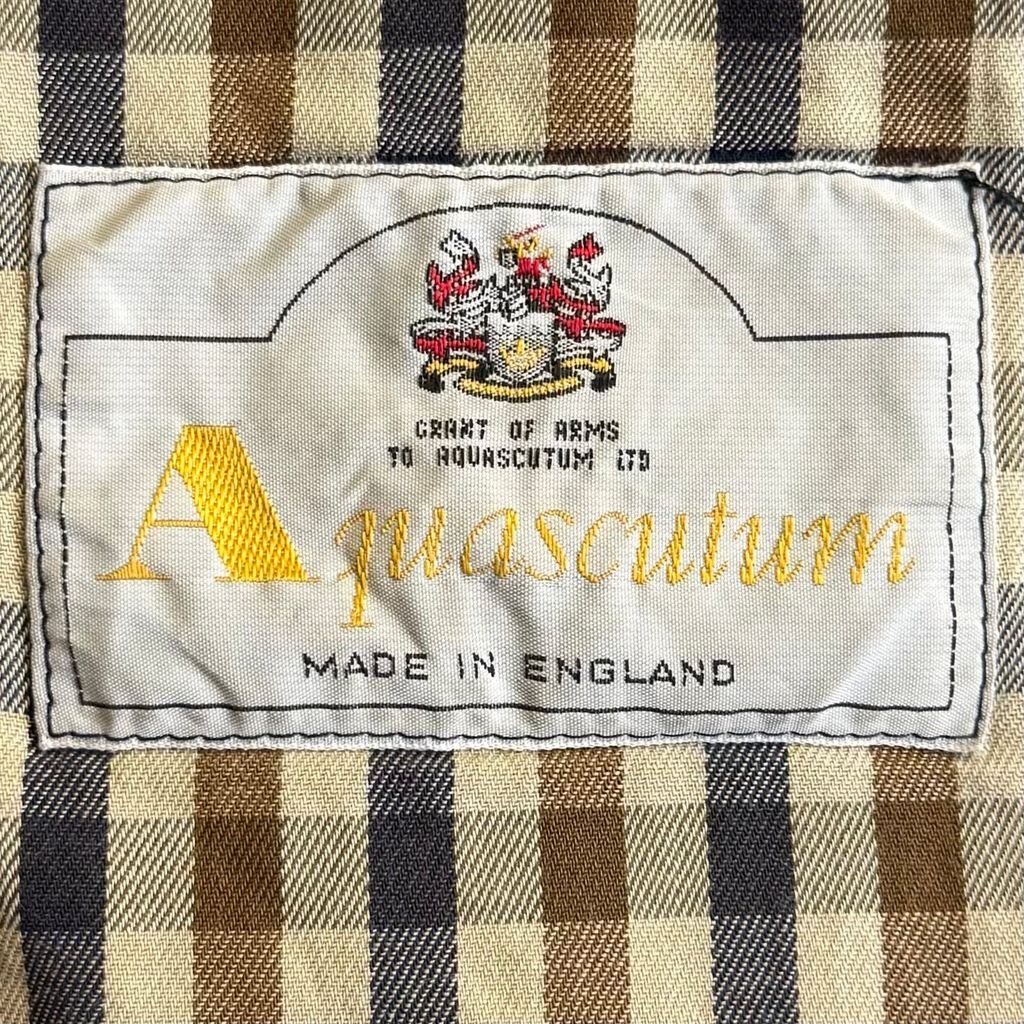 GRANT OF ARMS
TO AQUASCUTUM LTD
Aquascutum
MADE IN ENGLAND